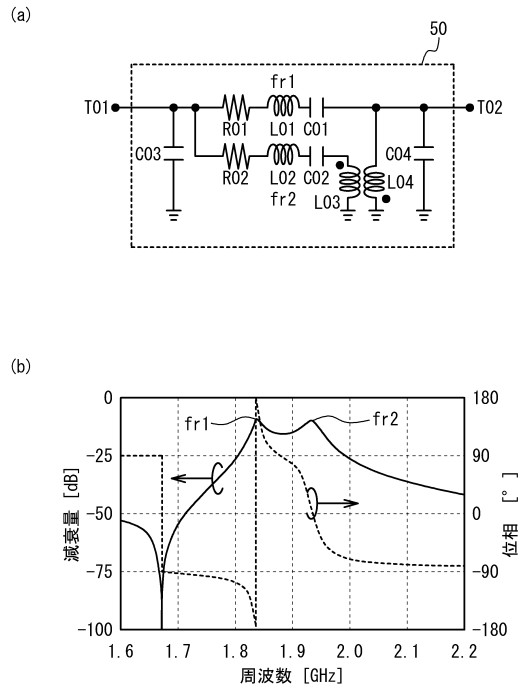 (a)
50
fr1
T01
T02
R01
L01
C01
C03
C04
R02
L02
C02
L04
fr2
L03
(b)
0
180
fr1
fr2
-25
90
減衰量 [dB]
-50
0
位相 [°]
-75
-90
-100
-180
1.6
1.7
1.8
1.9
2.0
2.1
2.2
周波数 [GHz]